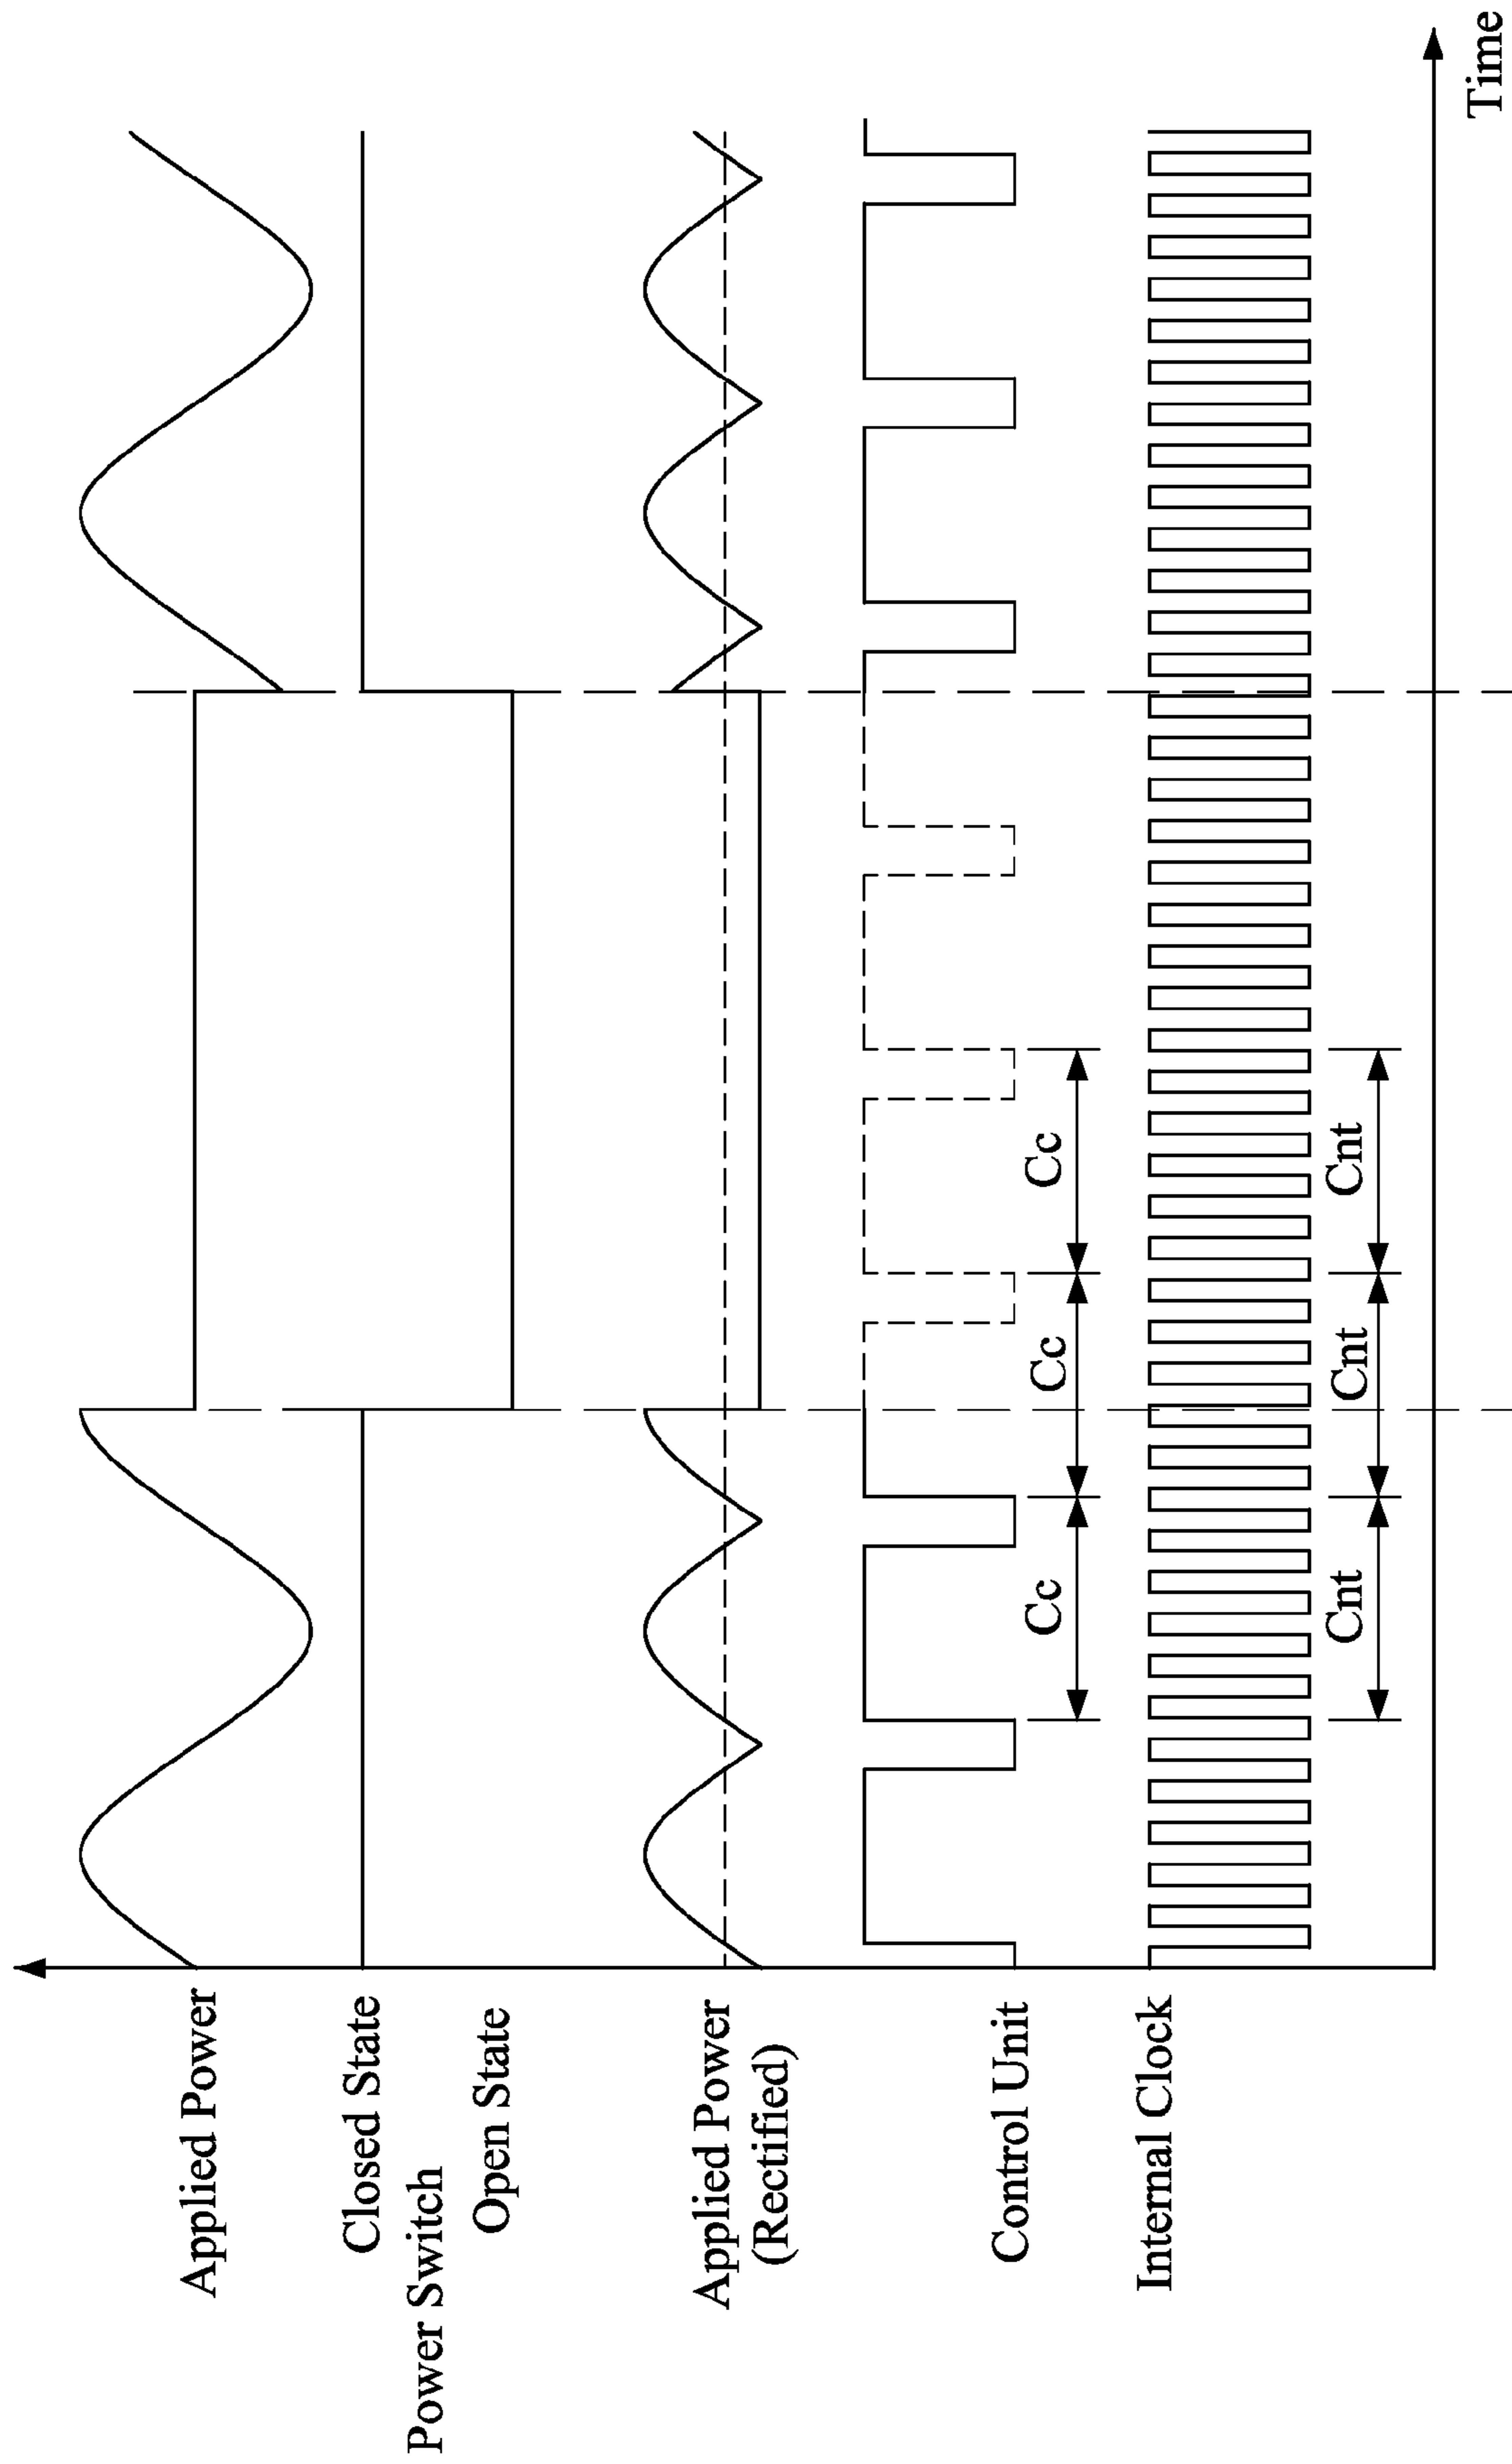 Applied Power
Closed State
Power Switch
Open State
Applied Power
(Rectified)
Control Unit
Cc
Cc
Cc
Internal Clock
Cnt
Cnt
Cnt
Time